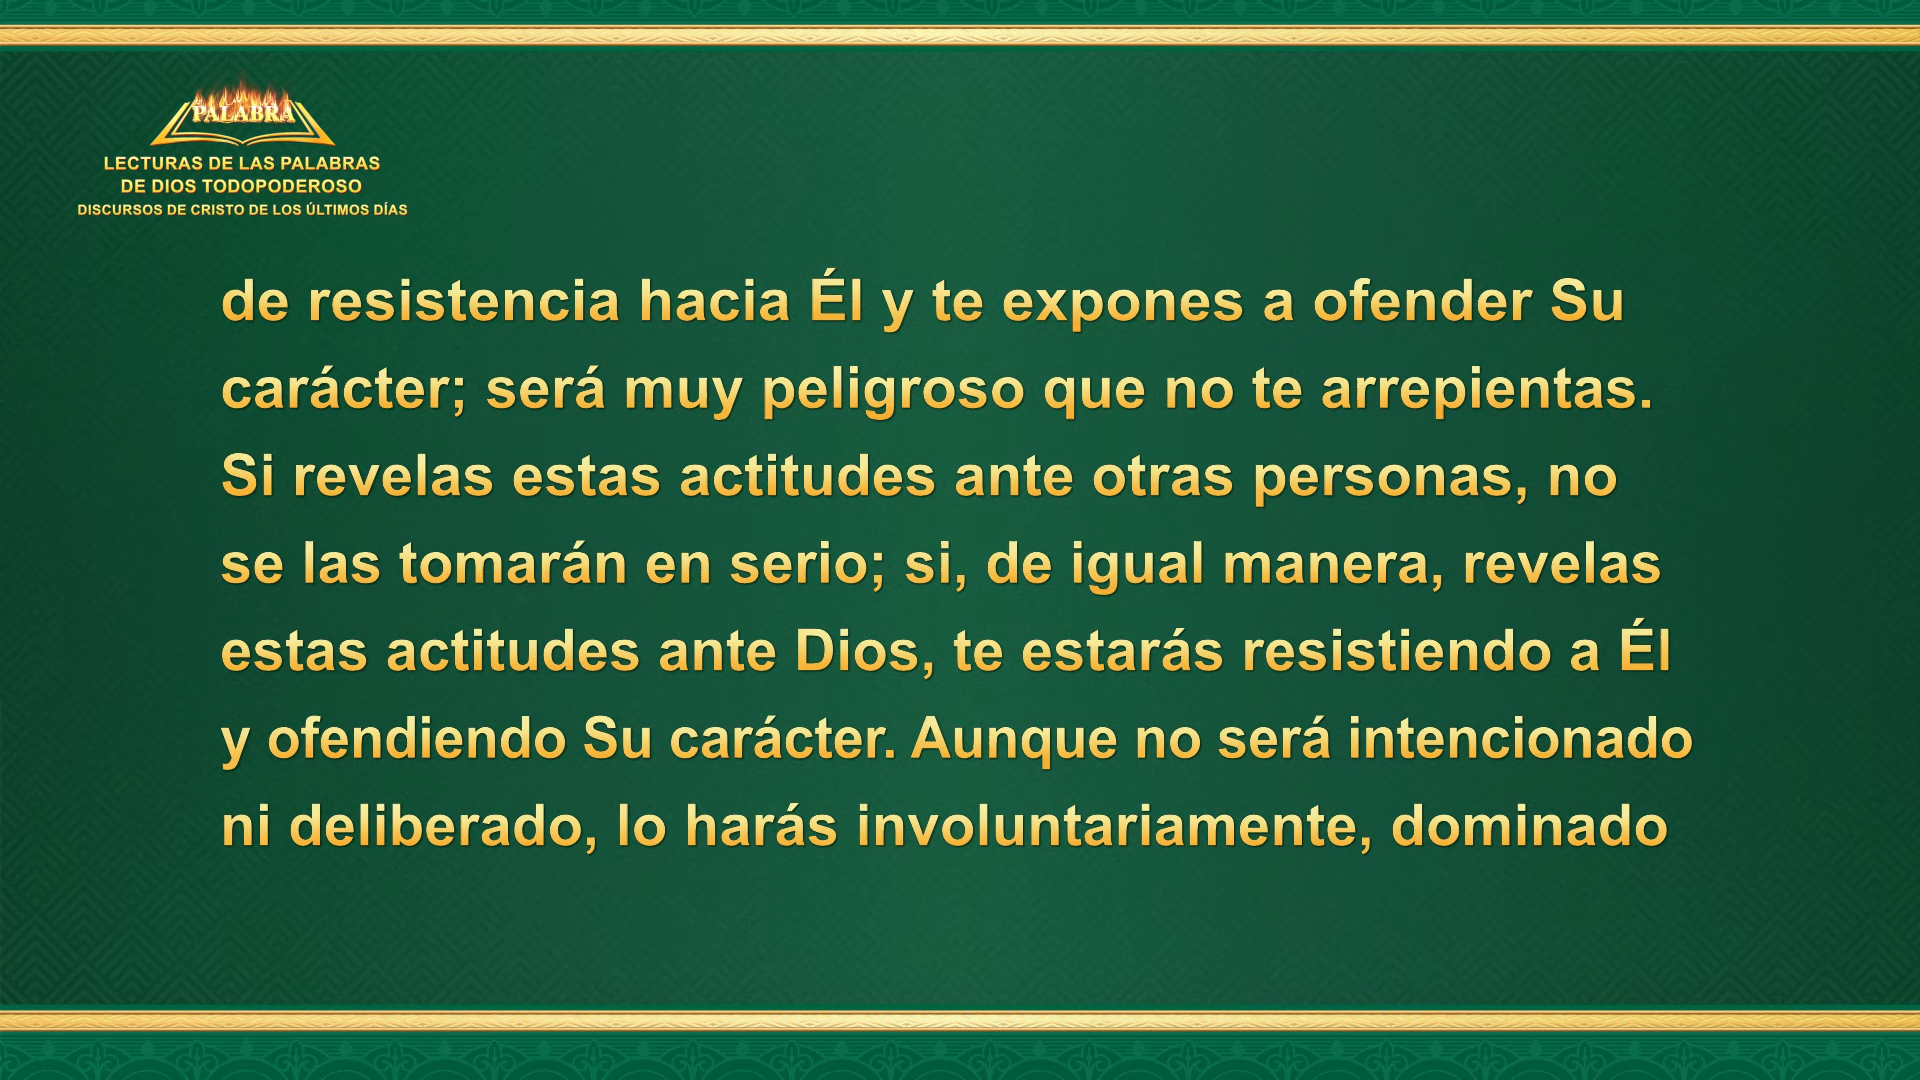 PALABRA
LECTURAS DE LAS PALABRAS
DE DIOS TODOPODEROSO
DISCURSOS DE CRISTO DE LOS ÚLTIMOS DÍAS
de resistencia hacia Él y te expones a ofender Su
carácter; será muy peligroso que no te arrepientas.
Si revelas estas actitudes ante otras personas, no
se las tomarán en serio; si, de igual manera, revelas
estas actitudes ante Dios, te estarás resistiendo a Él
y ofendiendo Su carácter. Aunque no será intencionado
ni deliberado, lo harás involuntariamente, dominado